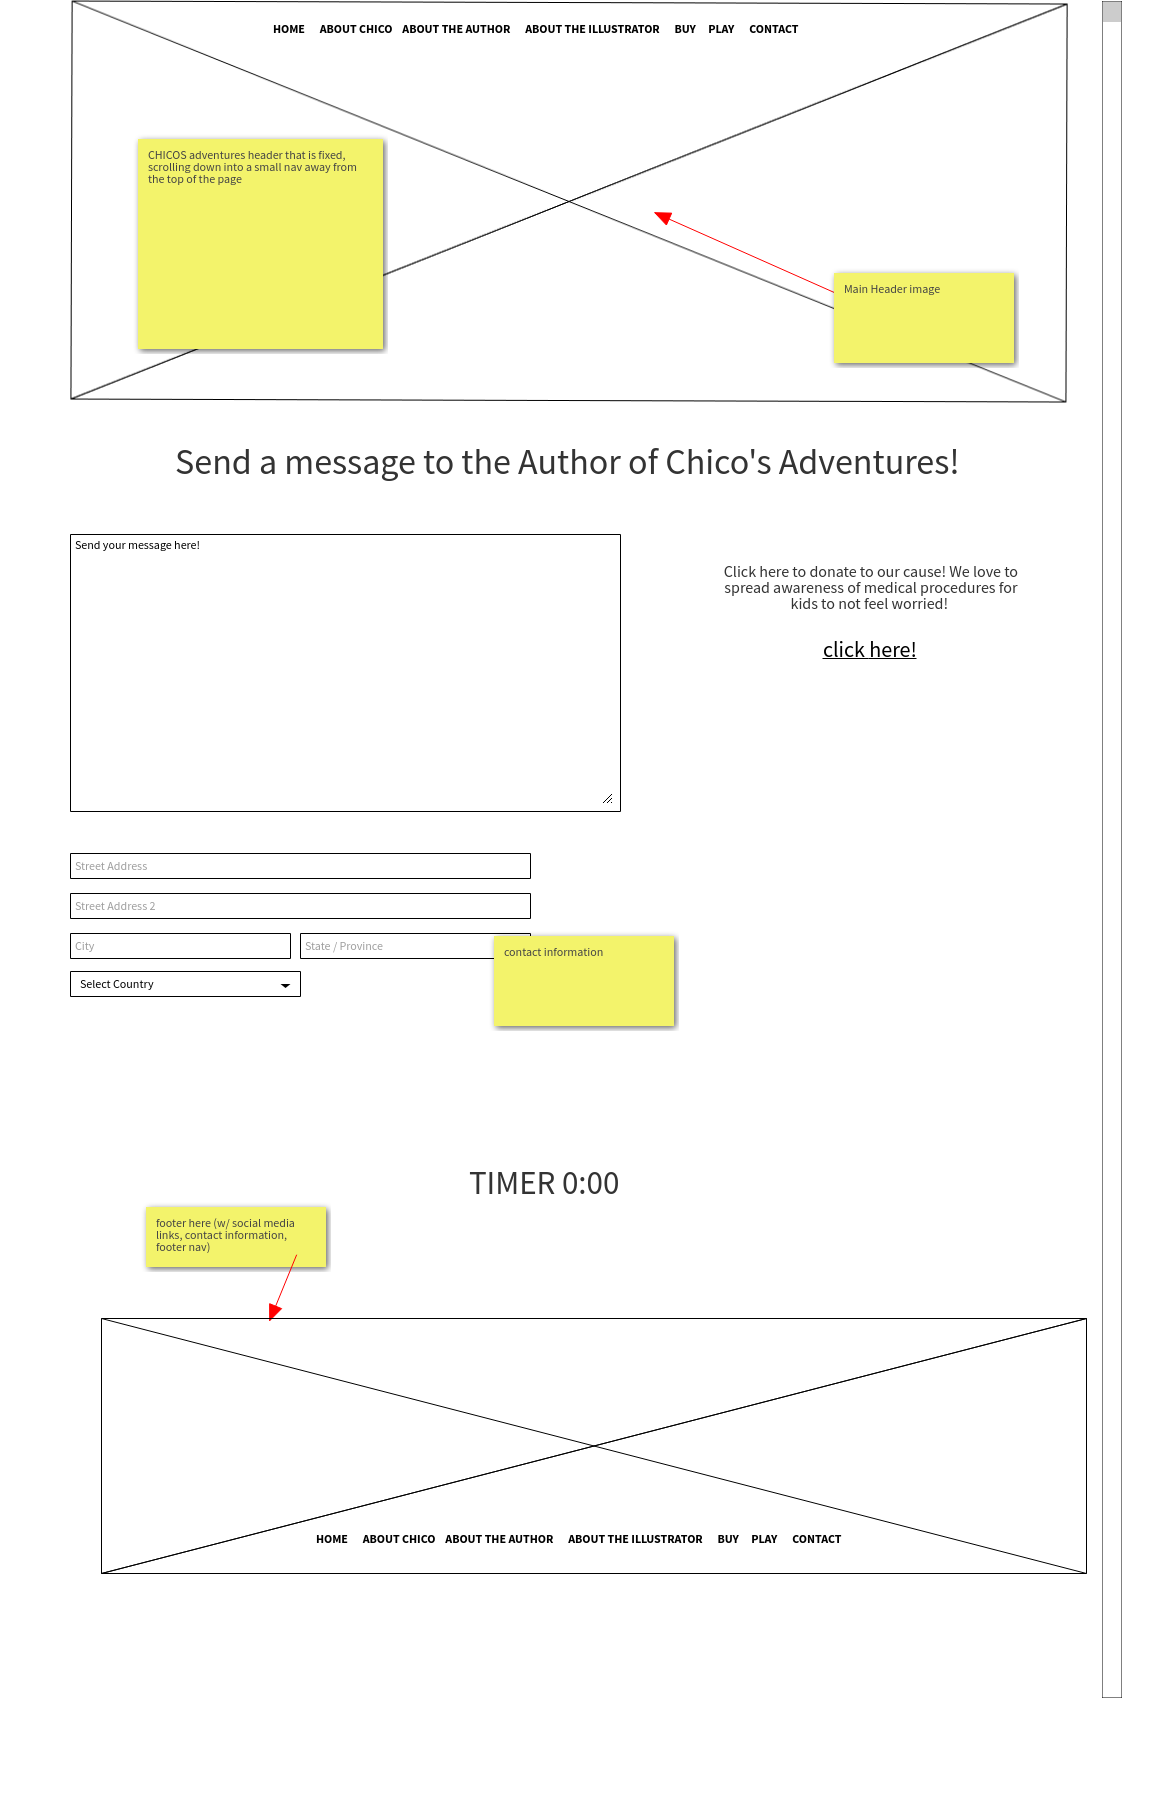 HOME ABOUT CHICO ABOUT THE AUTHOR ABOUT THE ILLUSTRATOR BUY PLAY CONTACT
CHICOS adventures header that is fixed,
scrolling down into a small nav away from
the top of the page
Main Header image
Send a message to the Author of Chico's Adventures!
Send your message here!
Click here to donate to our cause! We love to
spread awareness of medical procedures for
kids to not feel worried!
click here!
Street Address
Street Address 2
City
State / Province
contact information
Select Country
TIMER 0:00
footer here (w/ social media
links, contact information,
footer nav)
HOME ABOUT CHICO ABOUT THE AUTHOR ABOUT THE ILLUSTRATOR BUY PLAY CONTACT